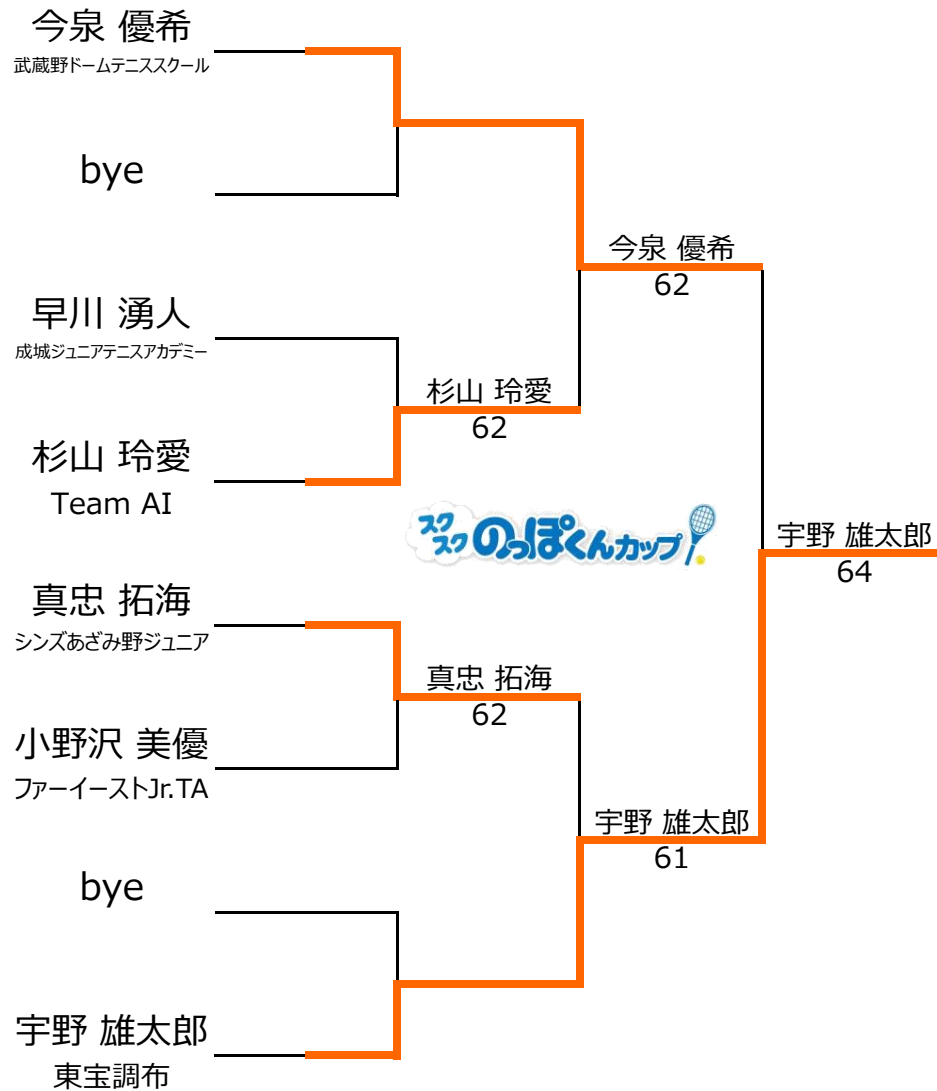 今泉 優希
武蔵野ドームテニススクール
bye
今泉 優希
62
早川 湧人
成城ジュニアテニスアカデミー
杉山 玲愛
62
杉山 玲愛
Team AI
スクスクのっぽくんカップ
宇野 雄太郎
64
真忠 拓海
シンズあざみ野ジュニア
真忠 拓海
62
小野沢 美優
ファーイーストJr.TA
宇野 雄太郎
61
bye
宇野 雄太郎
東宝調布